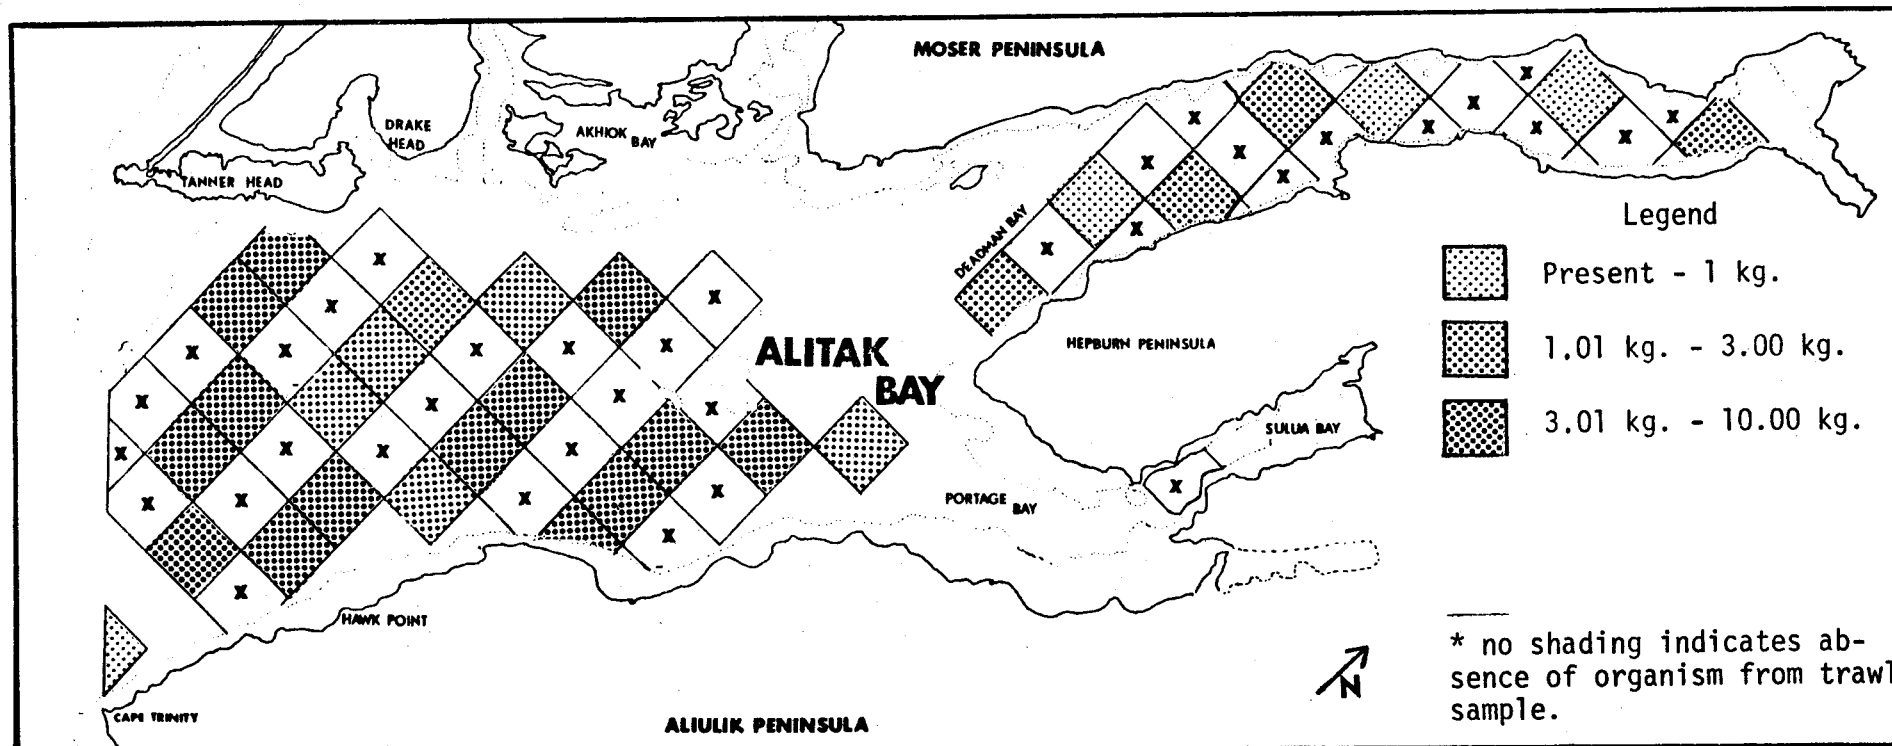 MOSER PENINSULA
DRAKE
HEAD
AKHIOK BAY
TANNER HEAD
DEADMAN BAY
Legend
Present - 1 kg.
1.01 kg. - 3.00 kg.
3.01 kg. - 10.00 kg.
ALITAK
BAY
HEPBURN PENINSULA
SULUA BAY
PORTAGE BAY
HAWK POINT
CAPE TRINITY
ALIULIK PENINSULA
N
* no shading indicates ab-
sence of organism from trawl
sample.
X X X X X X X X X X X X X X X X X X X X X X X X X X X X X X X X X X X X X X X